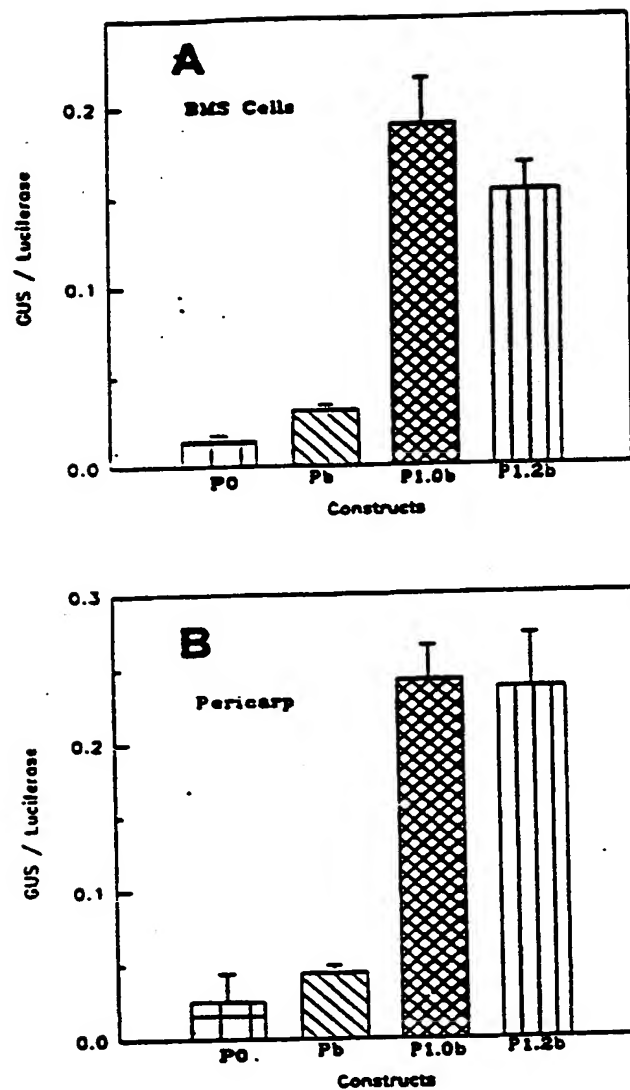 A
BMS Cells
0.2
0.1
0.0
GUS / Luciferase
P0 Pb P1.0b P1.2b
Constructs
0.3
B
Pericarp
0.2
0.1
0.0
GUS / Luciferase
P0. Pb P1.0b P1.2b
Constructs